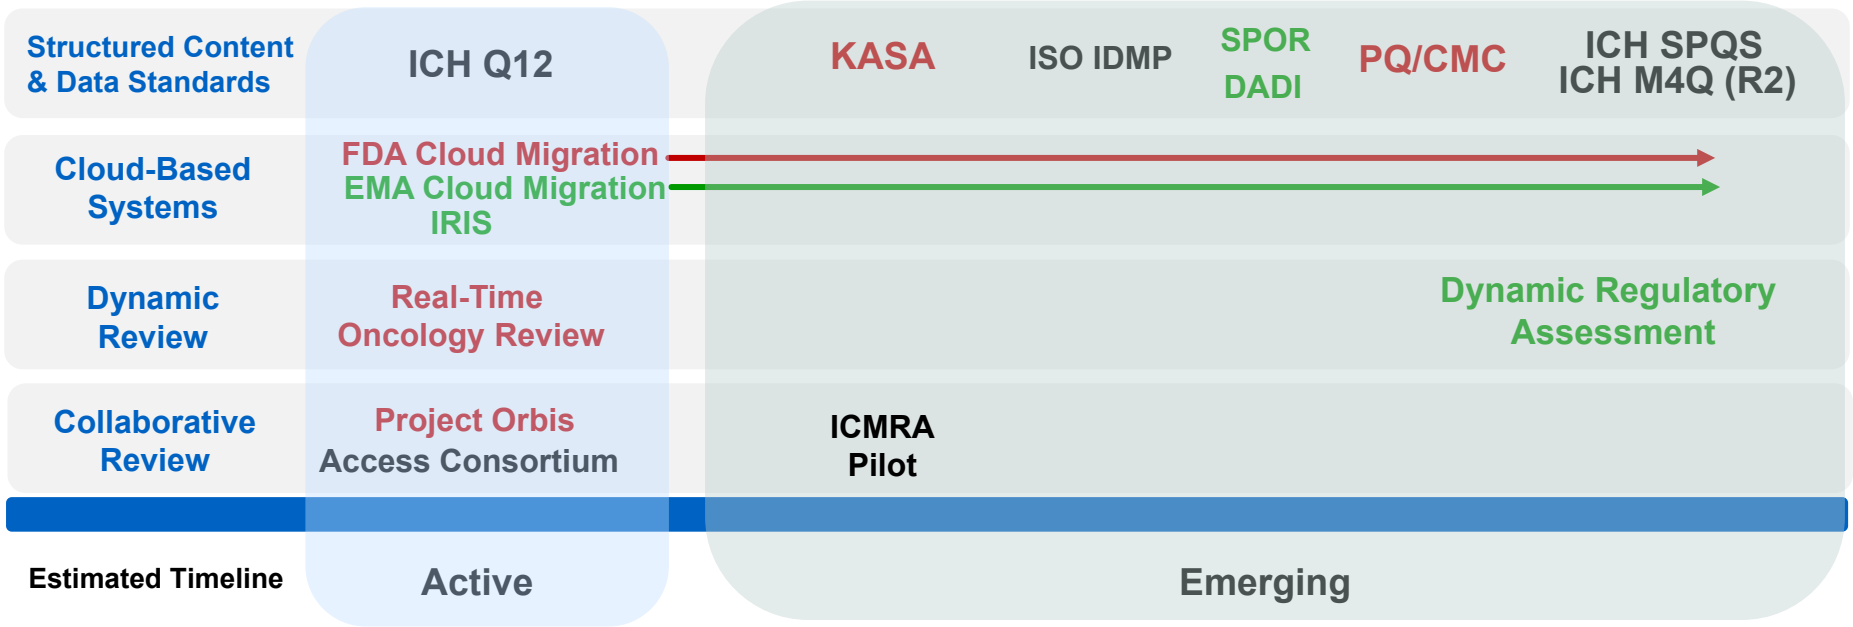 Structured Content
& Data Standards
ICH Q12
KASA
ISO IDMP
SPOR
DADI
PQ/CMC
ICH SPQS
ICH M4Q (R2)
Cloud-Based
Systems
FDA Cloud Migration
EMA Cloud Migration
IRIS
Dynamic
Review
Real-Time
Oncology Review
Dynamic Regulatory
Assessment
Collaborative
Review
Project Orbis
Access Consortium
ICMRA
Pilot
Estimated Timeline
Active
Emerging